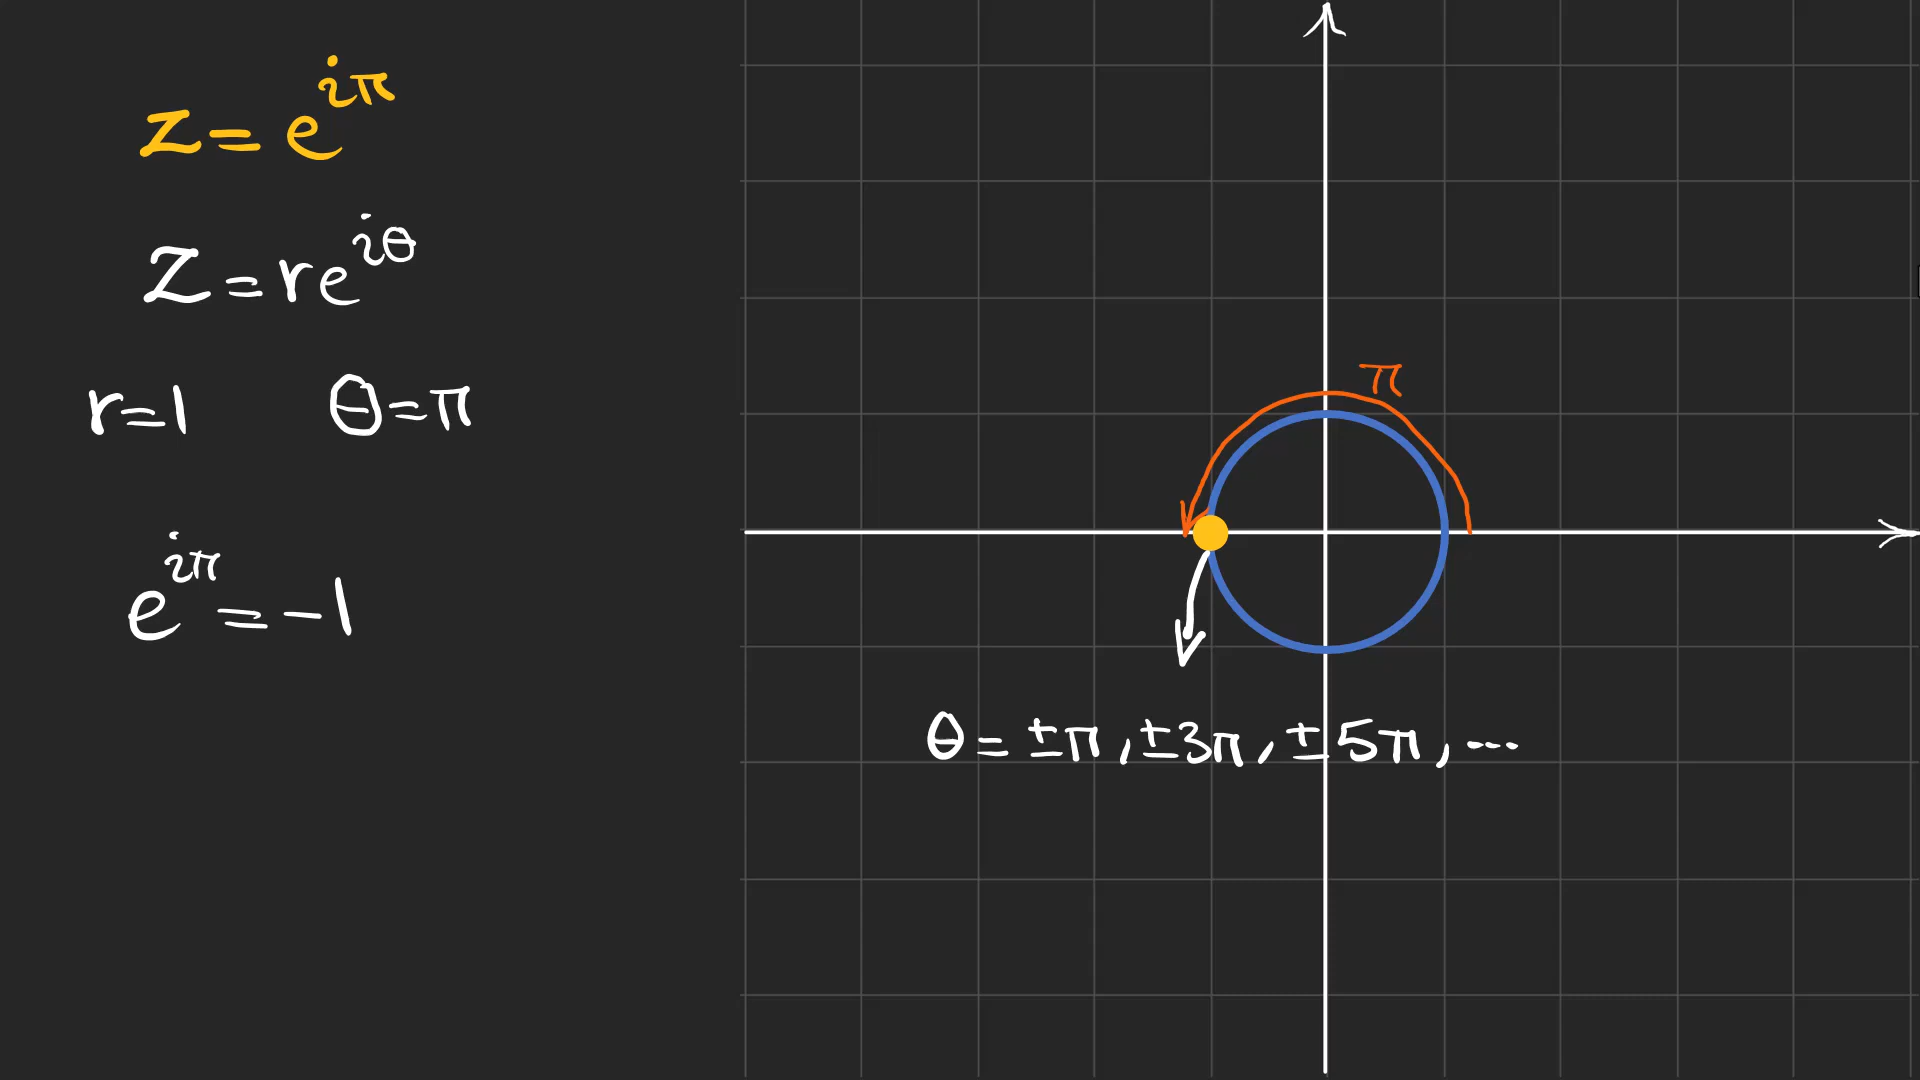 z = e^{iπ}
z = re^{iθ}
r=1 θ=π
e^{iπ} = -1
π
θ = ±π, ±3π, ±5π, ...